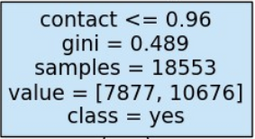 contact <= 0.96
gini = 0.489
samples = 18553
value = [7877, 10676]
class = yes